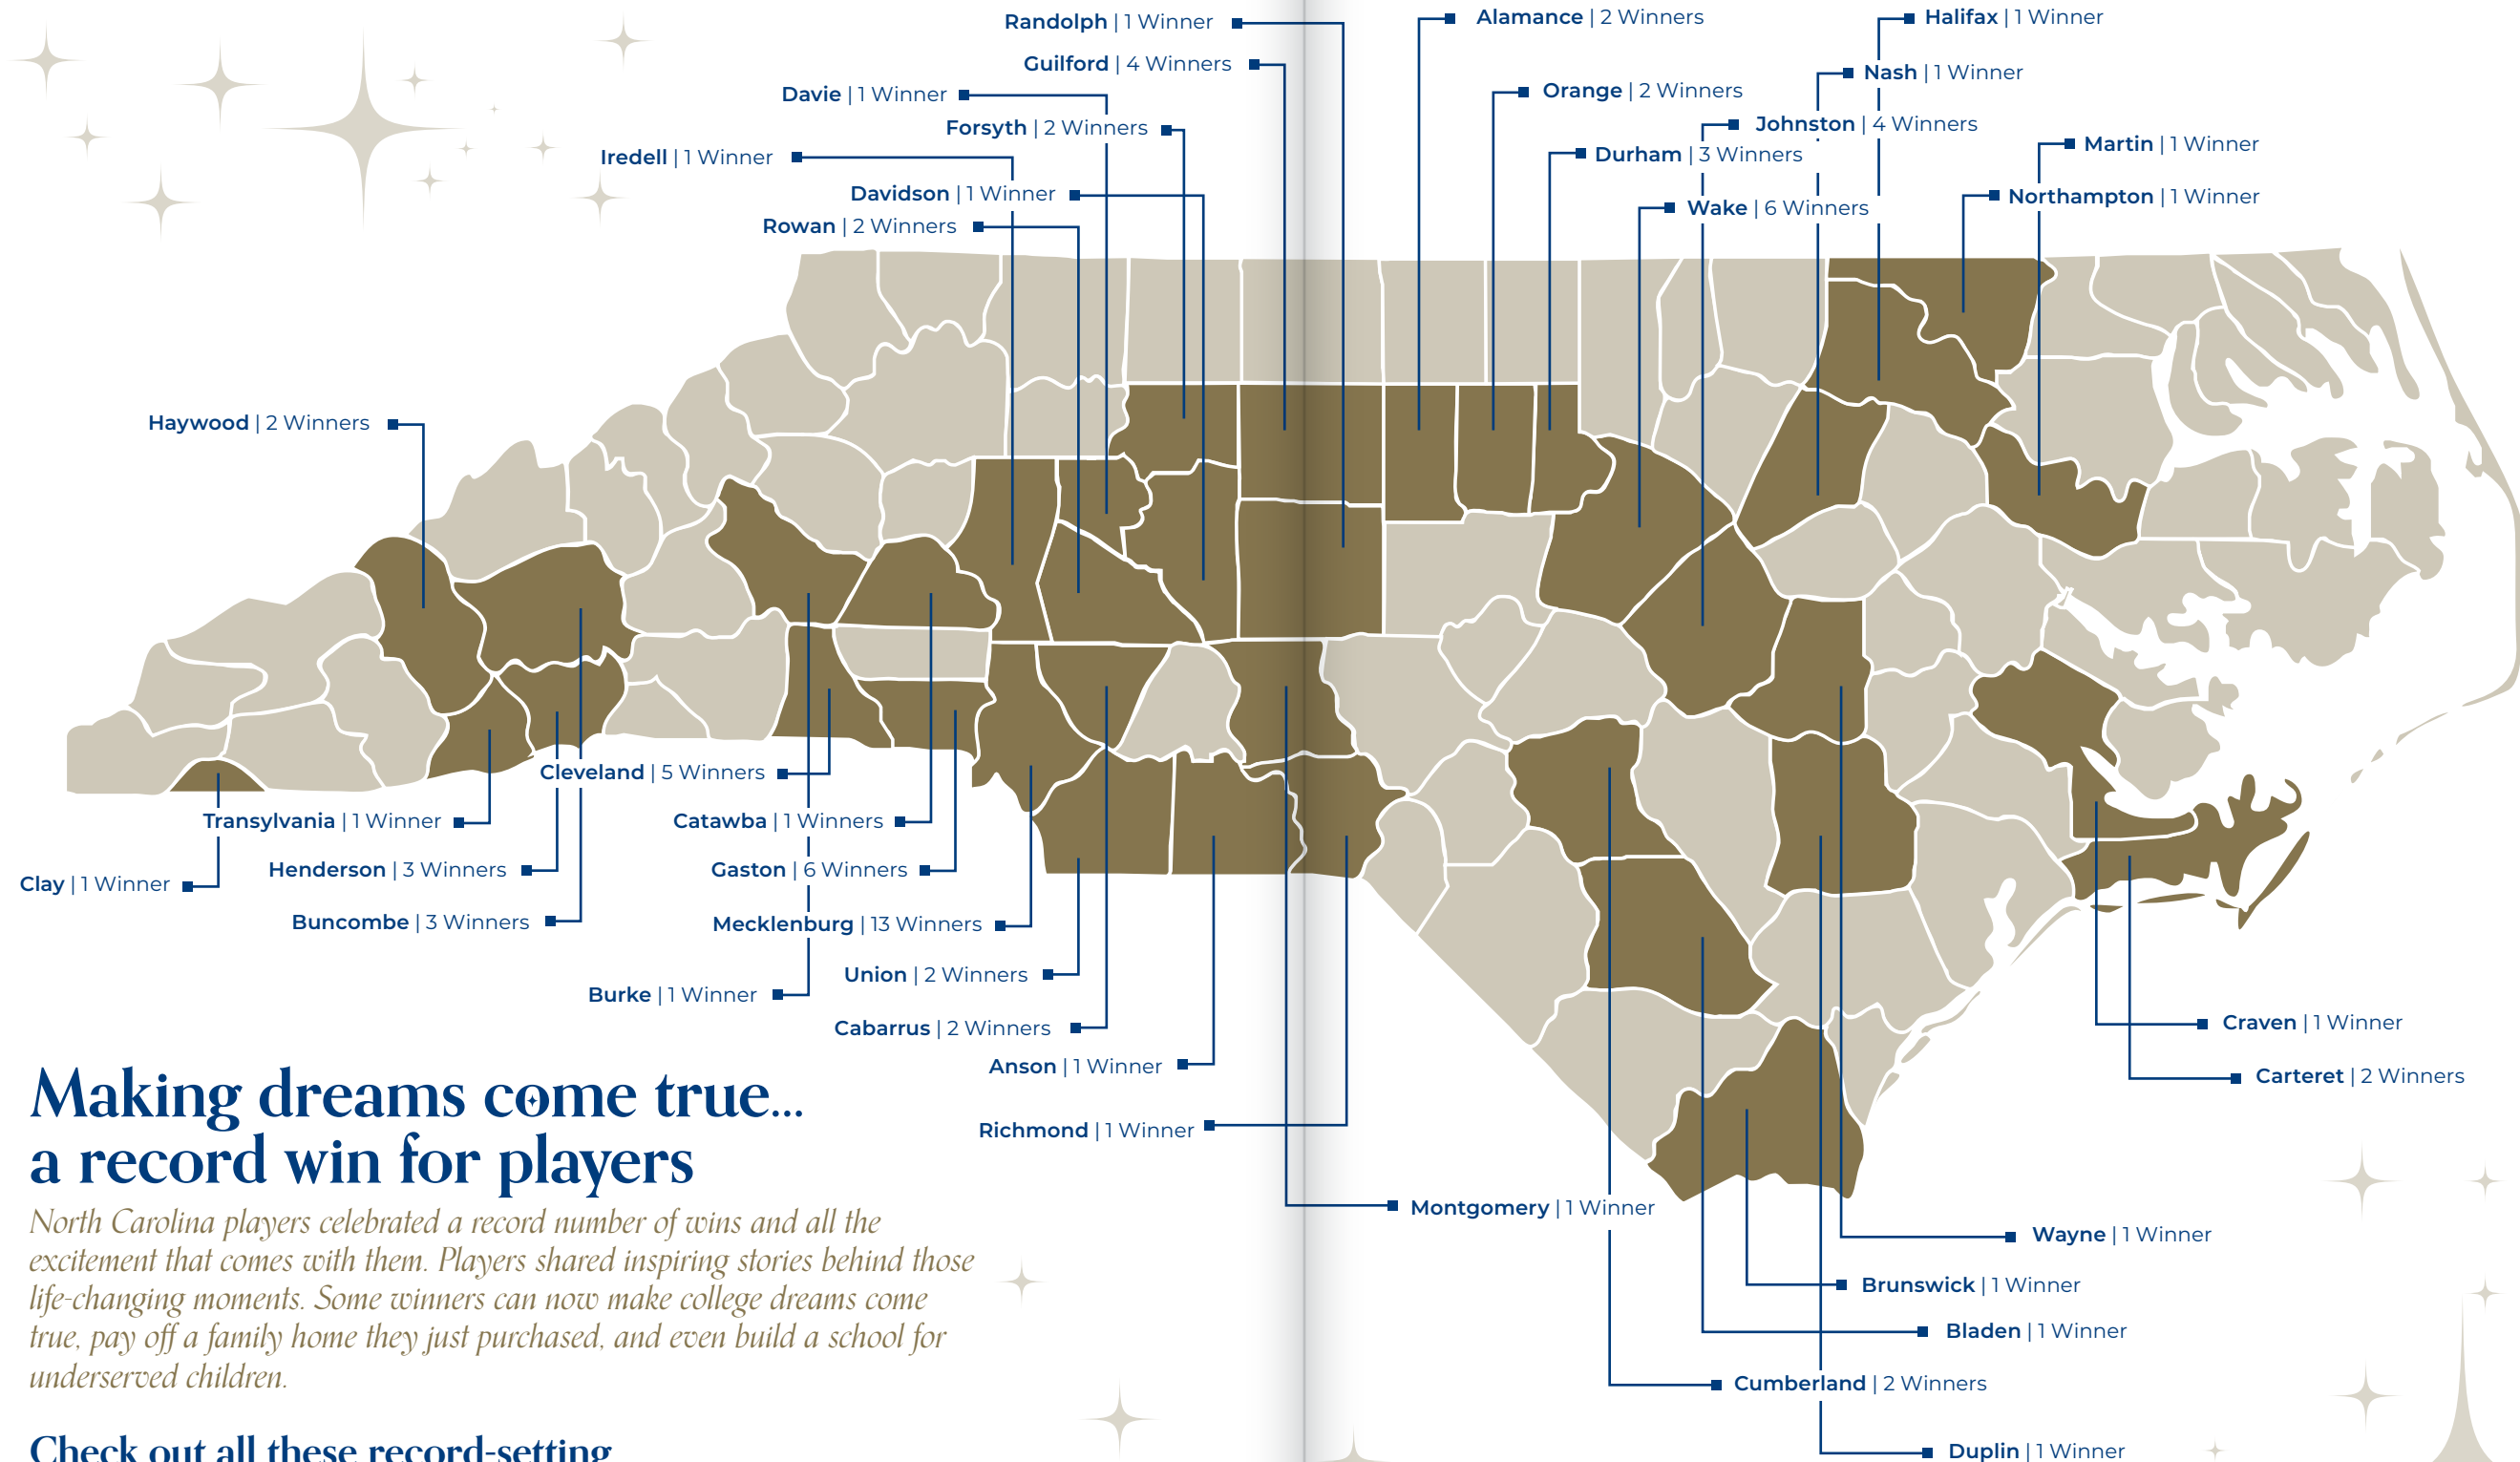 Randolph | 1 Winner
Alamance | 2 Winners
Halifax | 1 Winner
Guilford | 4 Winners
Nash | 1 Winner
Davie | 1 Winner
Orange | 2 Winners
Forsyth | 2 Winners
Johnston | 4 Winners
Martin | 1 Winner
Iredell | 1 Winner
Durham | 3 Winners
Davidson | 1 Winner
Northampton | 1 Winner
Wake | 6 Winners
Rowan | 2 Winners
Haywood | 2 Winners
Cleveland | 5 Winners
Transylvania | 1 Winner
Catawba | 1 Winners
Henderson | 3 Winners
Gaston | 6 Winners
Clay | 1 Winner
Buncombe | 3 Winners
Mecklenburg | 13 Winners
Union | 2 Winners
Burke | 1 Winner
Cabarrus | 2 Winners
Craven | 1 Winner
Anson | 1 Winner
Carteret | 2 Winners
Richmond | 1 Winner
Montgomery | 1 Winner
Wayne | 1 Winner
Brunswick | 1 Winner
Bladen | 1 Winner
Cumberland | 2 Winners
Duplin | 1 Winner
Making dreams come true...
a record win for players
North Carolina players celebrated a record number of wins and all the
excitement that comes with them. Players shared inspiring stories behind those
life-changing moments. Some winners can now make college dreams come
true, pay off a family home they just purchased, and even build a school for
underserved children.
Check out all these record-setting